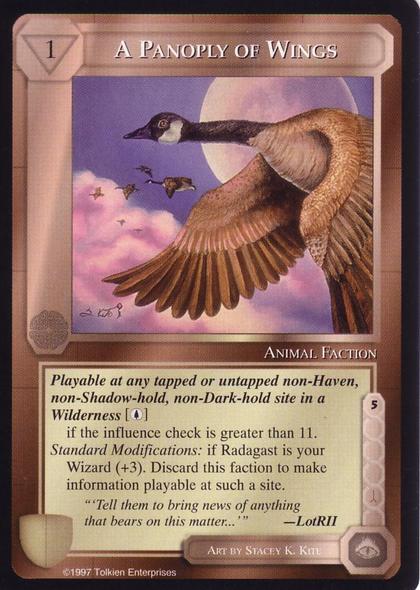 1
A Panoply of Wings
Animal Faction
Playable at any tapped or untapped non-Haven,
non-Shadow-hold, non-Dark-hold site in a
Wilderness [ ]
5
if the influence check is greater than 11.
Standard Modifications: if Radagast is your
Wizard (+3). Discard this faction to make
information playable at such a site.
“‘Tell them to bring news of anything
that bears on this matter...’” —LotRII
Art by Stacey K. Kite
©1997 Tolkien Enterprises